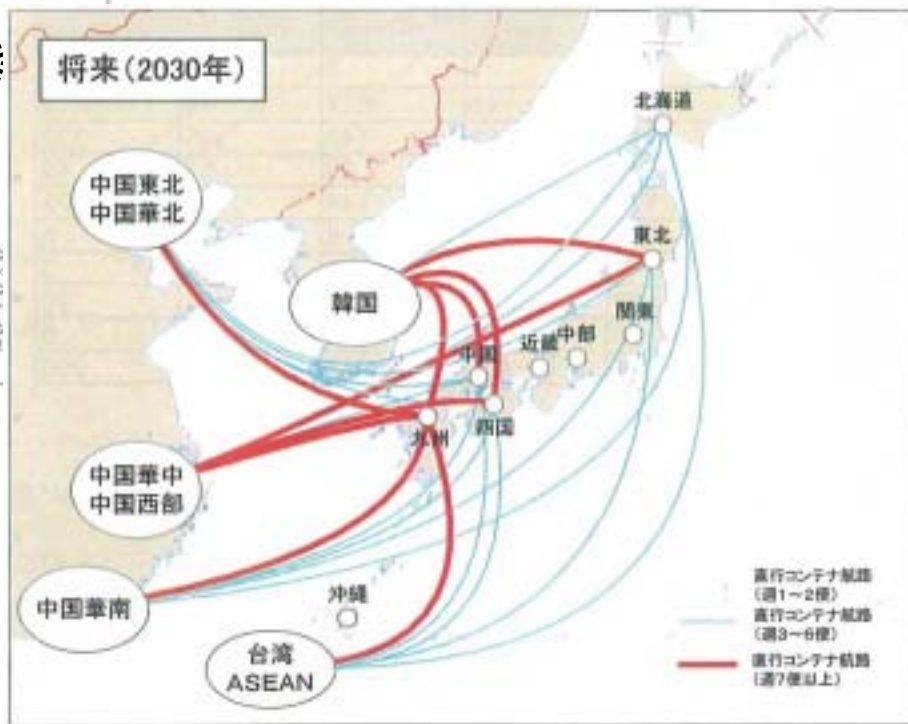 将来(2030年)
北海道
中国東北
中国華北
東北
韓国
関東
中部
近畿
中国
四国
九州
中国華中
中国西部
沖縄
中国華南
台湾
ASEAN
直行コンテナ航路
(週1～2便)
直行コンテナ航路
(週3～6便)
直行コンテナ航路
(週7便以上)